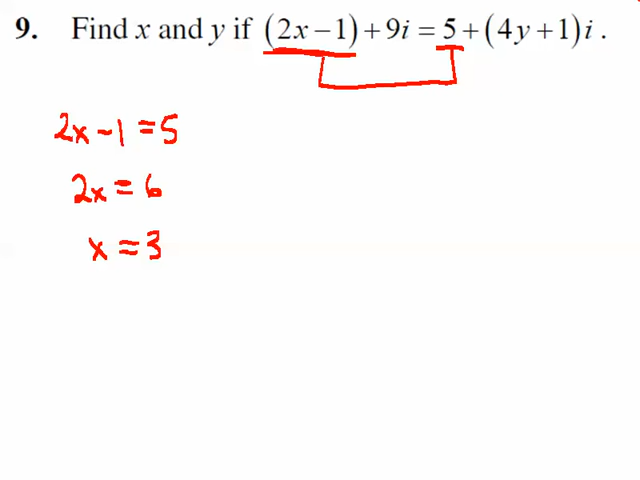 9. Find x and y if (2x − 1) + 9i = 5 + (4y + 1)i .
2x − 1 = 5
2x = 6
x = 3